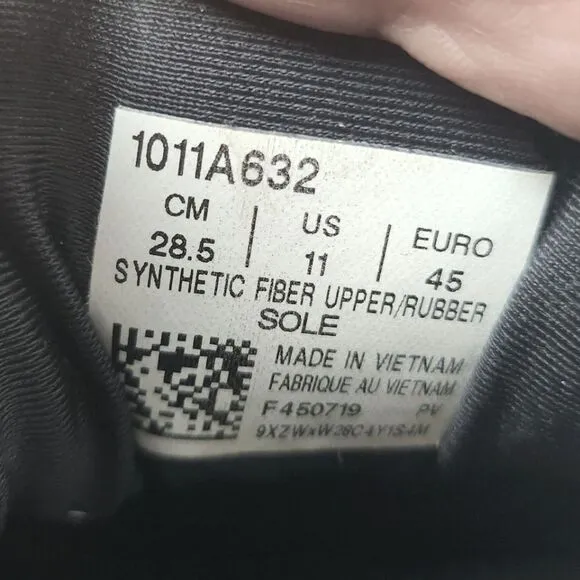 1011A632
CM | US | EURO
28.5 | 11 | 45
SYNTHETIC FIBER UPPER/RUBBER
SOLE
MADE IN VIETNAM
FABRIQUE AU VIETNAM
F450719 PV
9XZWxW28C4Y1S4M